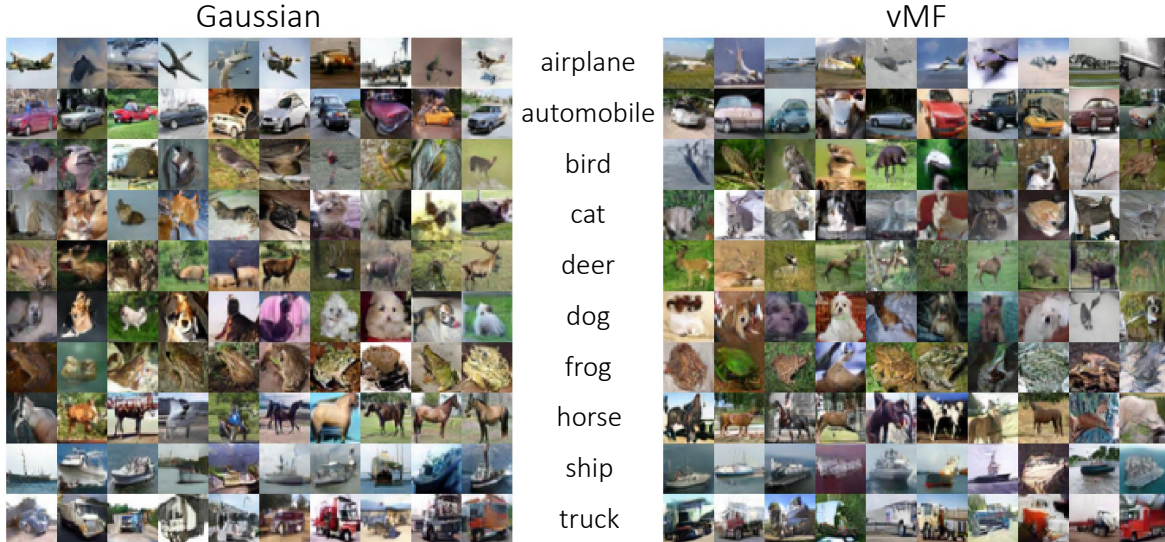 Gaussian
vMF
airplane
automobile
bird
cat
deer
dog
frog
horse
ship
truck